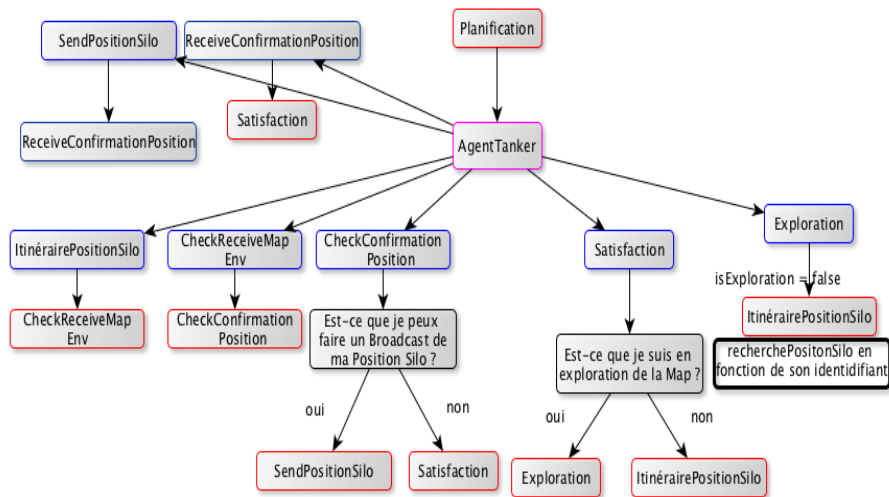 SendPositionSilo
ReceiveConfirmationPosition
Planification
Satisfaction
ReceiveConfirmationPosition
AgentTanker
ItinérairePositionSilo
CheckReceiveMap
Env
CheckConfirmation
Position
Satisfaction
Exploration
isExploration = false
CheckReceiveMap
Env
CheckConfirmation
Position
Est-ce que je peux
faire un Broadcast de
ma Position Silo ?
Est-ce que je suis en
exploration de la Map ?
ItinérairePositionSilo
recherchePositonSilo en
fonction de son identidifiant
oui
non
oui
non
SendPositionSilo
Satisfaction
Exploration
ItinérairePositionSilo